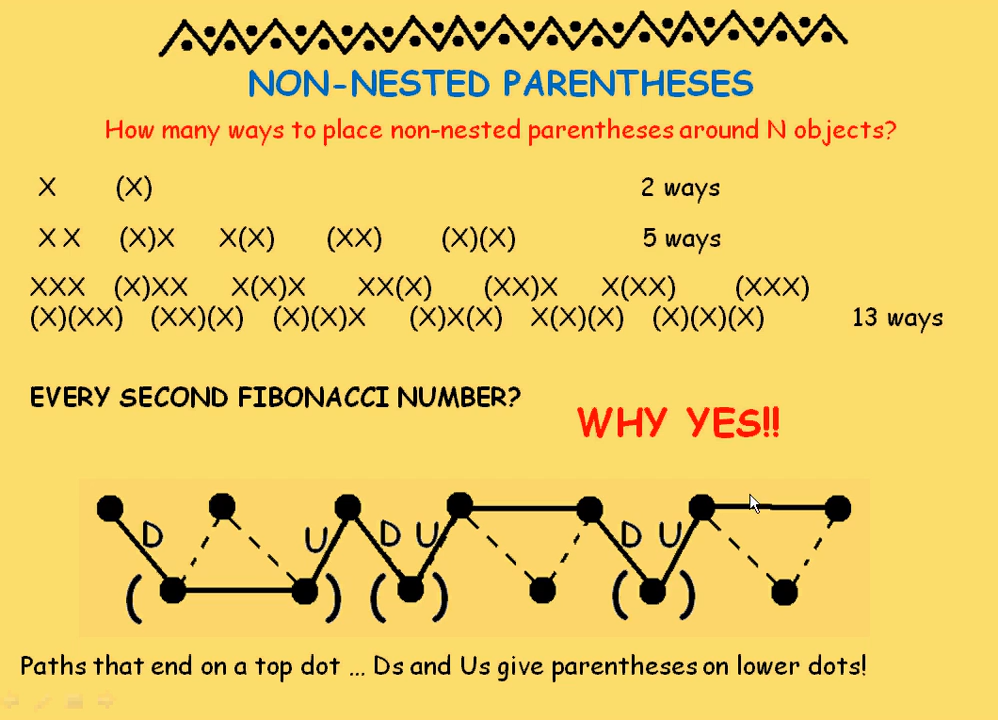 NON-NESTED PARENTHESES
How many ways to place non-nested parentheses around N objects?
X (X) 2 ways
X X (X)X X(X) (XX) (X)(X) 5 ways
XXX (X)XX X(X)X XX(X) (XX)X X(XX) (XXX)
(X)(XX) (XX)(X) (X)(X)X (X)X(X) X(X)(X) (X)(X)(X) 13 ways
EVERY SECOND FIBONACCI NUMBER?
WHY YES!!
D U D U D U
( ) ( ) ( )
Paths that end on a top dot ... Ds and Us give parentheses on lower dots!